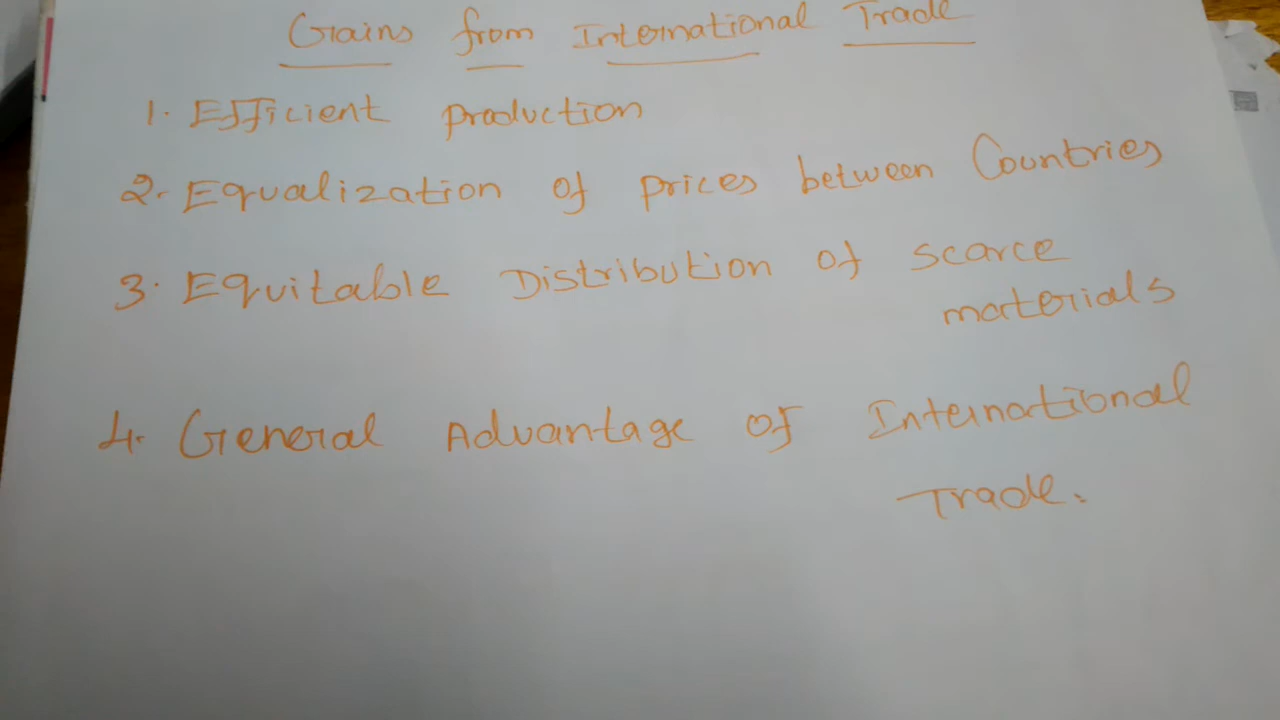 Gains from International Trade
1. Efficient production
2. Equalization of prices between Countries
3. Equitable Distribution of scarce
materials
4. General Advantage of International
Trade.